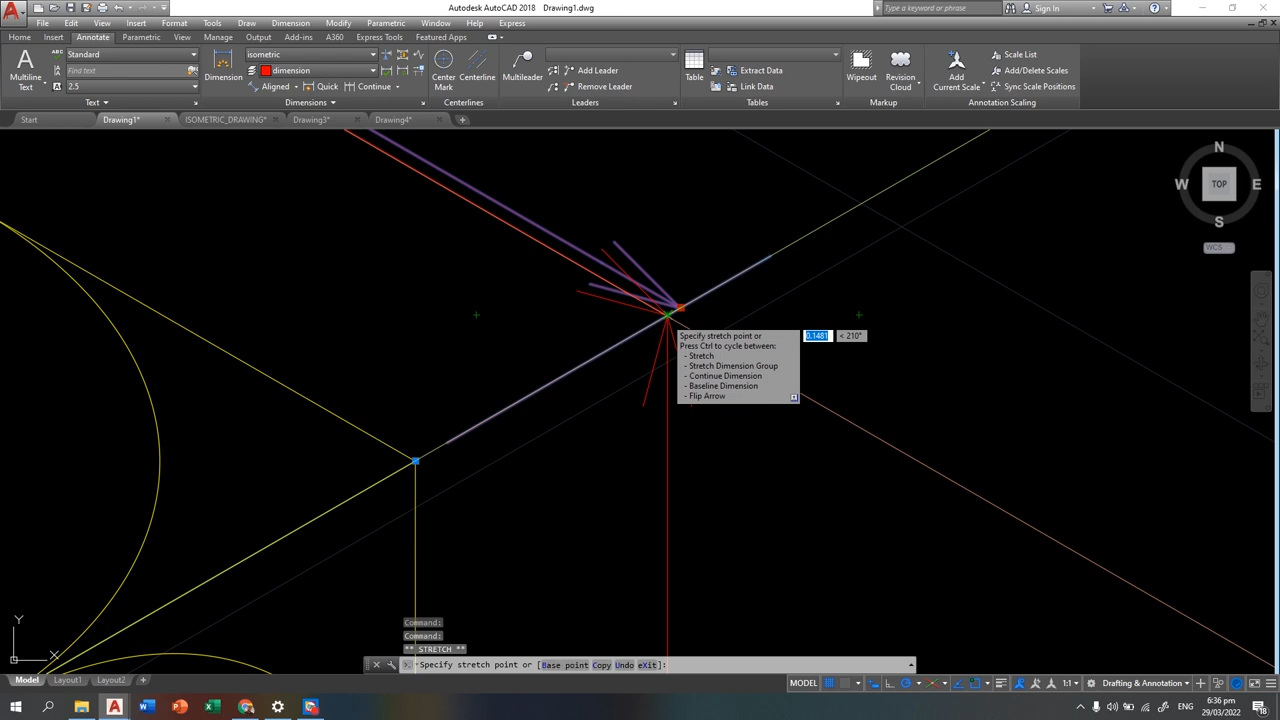 Autodesk AutoCAD 2018 Drawing1.dwg
Type a keyword or phrase
Sign In
File Edit View Insert Format Tools Draw Dimension Modify Parametric Window Help Express
Home Insert Annotate Parametric View Manage Output Add-ins A360 Express Tools Featured Apps
Multiline
Text
Standard
Find text
2.5
Text
Dimension
isometric
dimension
Aligned Quick Continue
Dimensions
Center
Mark
Centerline
Centerlines
Multileader
Add Leader
Remove Leader
Leaders
Table
Extract Data
Link Data
Tables
Wipeout
Revision
Cloud
Markup
Add
Current Scale
Scale List
Add/Delete Scales
Sync Scale Positions
Annotation Scaling
Start Drawing1* ISOMETRIC_DRAWING* Drawing3* Drawing4*
N
W TOP E
S
WCS
Specify stretch point or
Press Ctrl to cycle between:
- Stretch
- Stretch Dimension Group
- Continue Dimension
- Baseline Dimension
- Flip Arrow
0.1481 < 210°
Y
X
Command:
Command:
** STRETCH **
Specify stretch point or [Base point Copy Undo eXit]:
Model Layout1 Layout2
MODEL 1:1 Drafting & Annotation
ENG
6:36 pm
29/03/2022
18